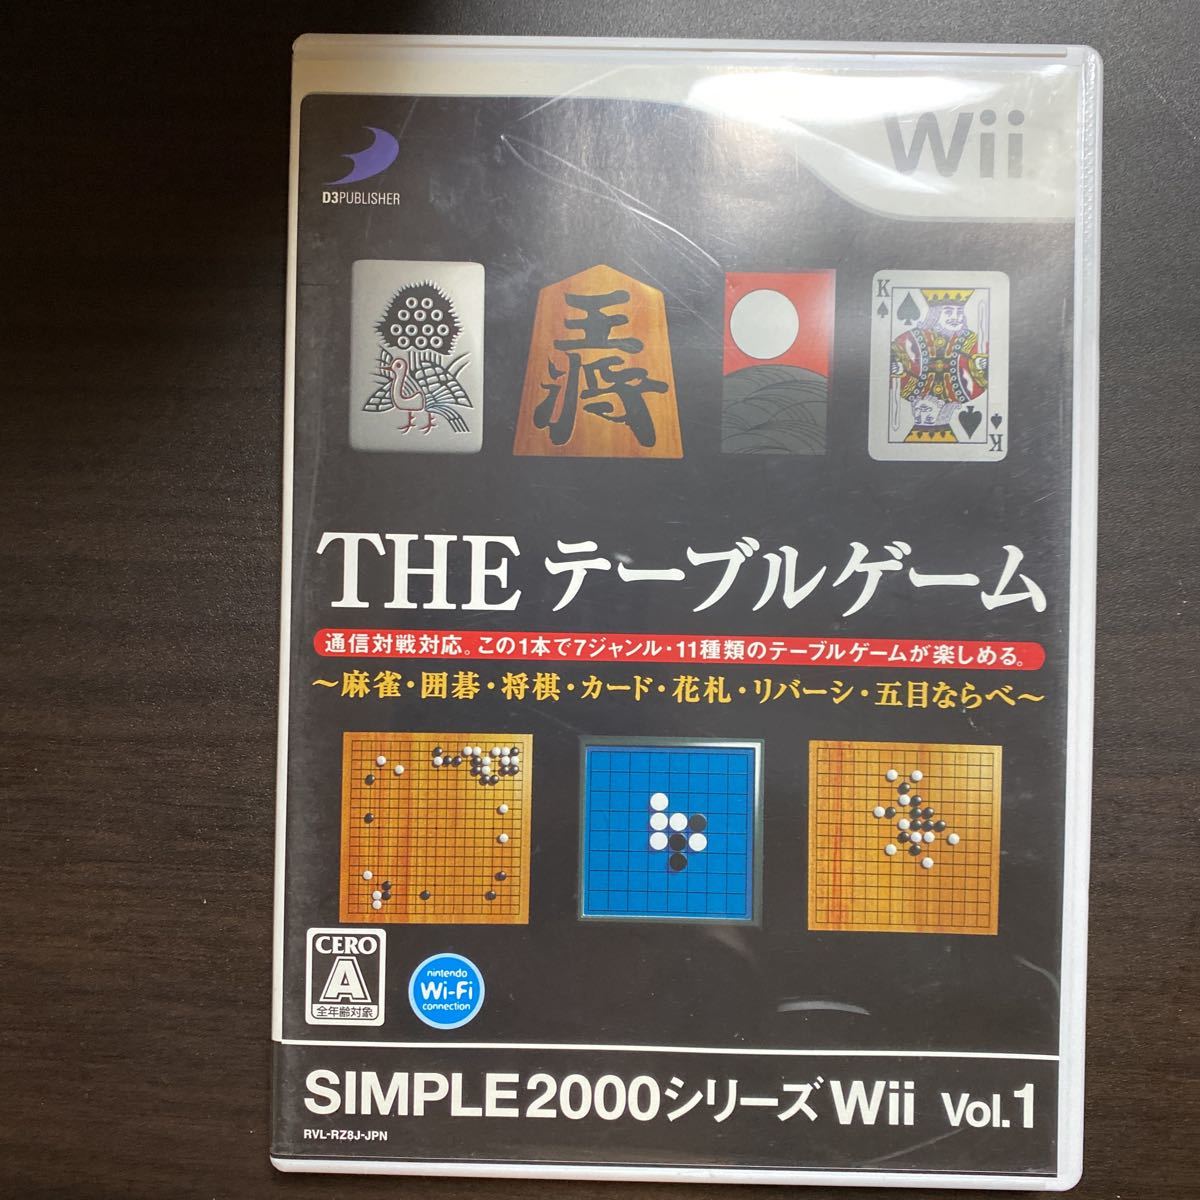 Wii
D3PUBLISHER
王将
K
K
THE テーブルゲーム
通信対戦対応。この1本で7ジャンル・11種類のテーブルゲームが楽しめる。
～麻雀・囲碁・将棋・カード・花札・リバーシ・五目ならべ～
CERO
A
全年齢対象
nintendo
Wi-Fi
connection
SIMPLE2000シリーズ Wii Vol.1
RVL-RZ8J-JPN